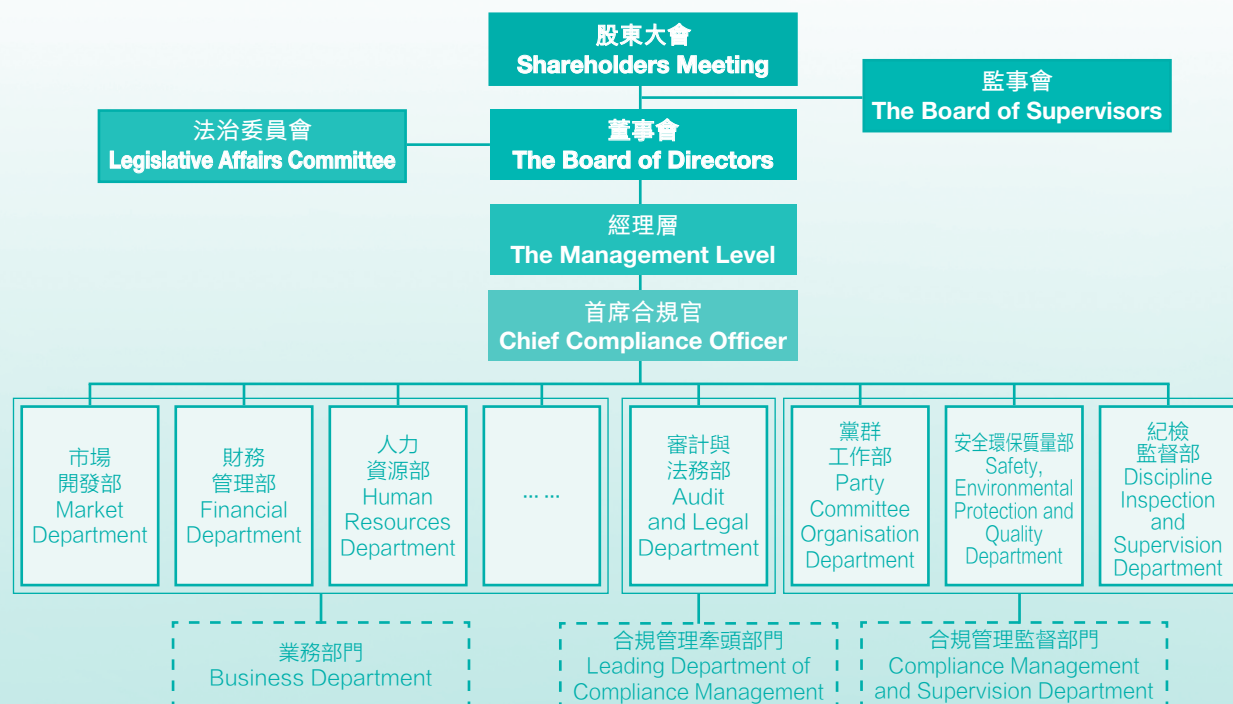 股東大會
Shareholders Meeting
監事會
The Board of Supervisors
法治委員會
Legislative Affairs Committee
董事會
The Board of Directors
經理層
The Management Level
首席合規官
Chief Compliance Officer
市場
開發部
Market
Department
財務
管理部
Financial
Department
人力
資源部
Human
Resources
Department
... ...
審計與
法務部
Audit
and Legal
Department
黨群
工作部
Party
Committee
Organisation
Department
安全環保質量部
Safety,
Environmental
Protection and
Quality
Department
紀檢
監督部
Discipline
Inspection
and
Supervision
Department
業務部門
Business Department
合規管理牽頭部門
Leading Department of
Compliance Management
合規管理監督部門
Compliance Management
and Supervision Department